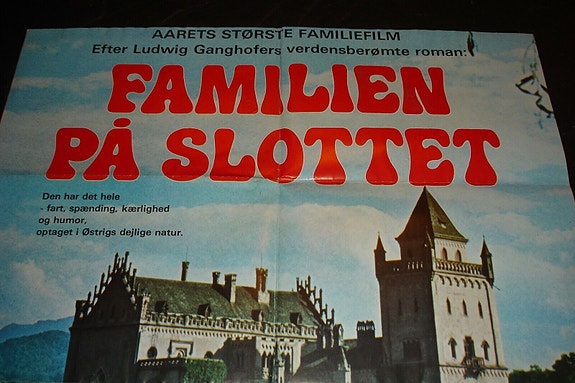 AARETS STØRSTE FAMILIEFILM
Efter Ludwig Ganghofers verdensberømte roman:
FAMILIEN
PÅ SLOTTET
Den har det hele
- fart, spænding, kærlighed
og humor,
optaget i Østrigs dejlige natur.